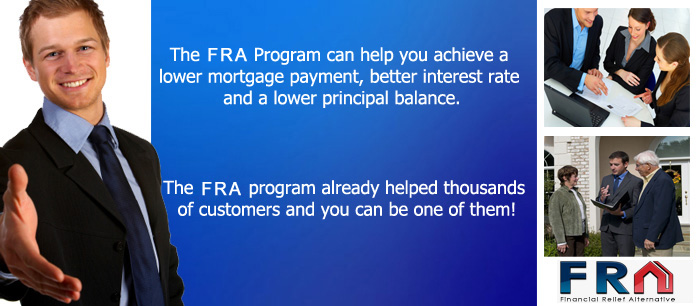 The FRA Program can help you achieve a
lower mortgage payment, better interest rate
and a lower principal balance.
The FRA program already helped thousands
of customers and you can be one of them!
FRA
Financial Relief Alternative